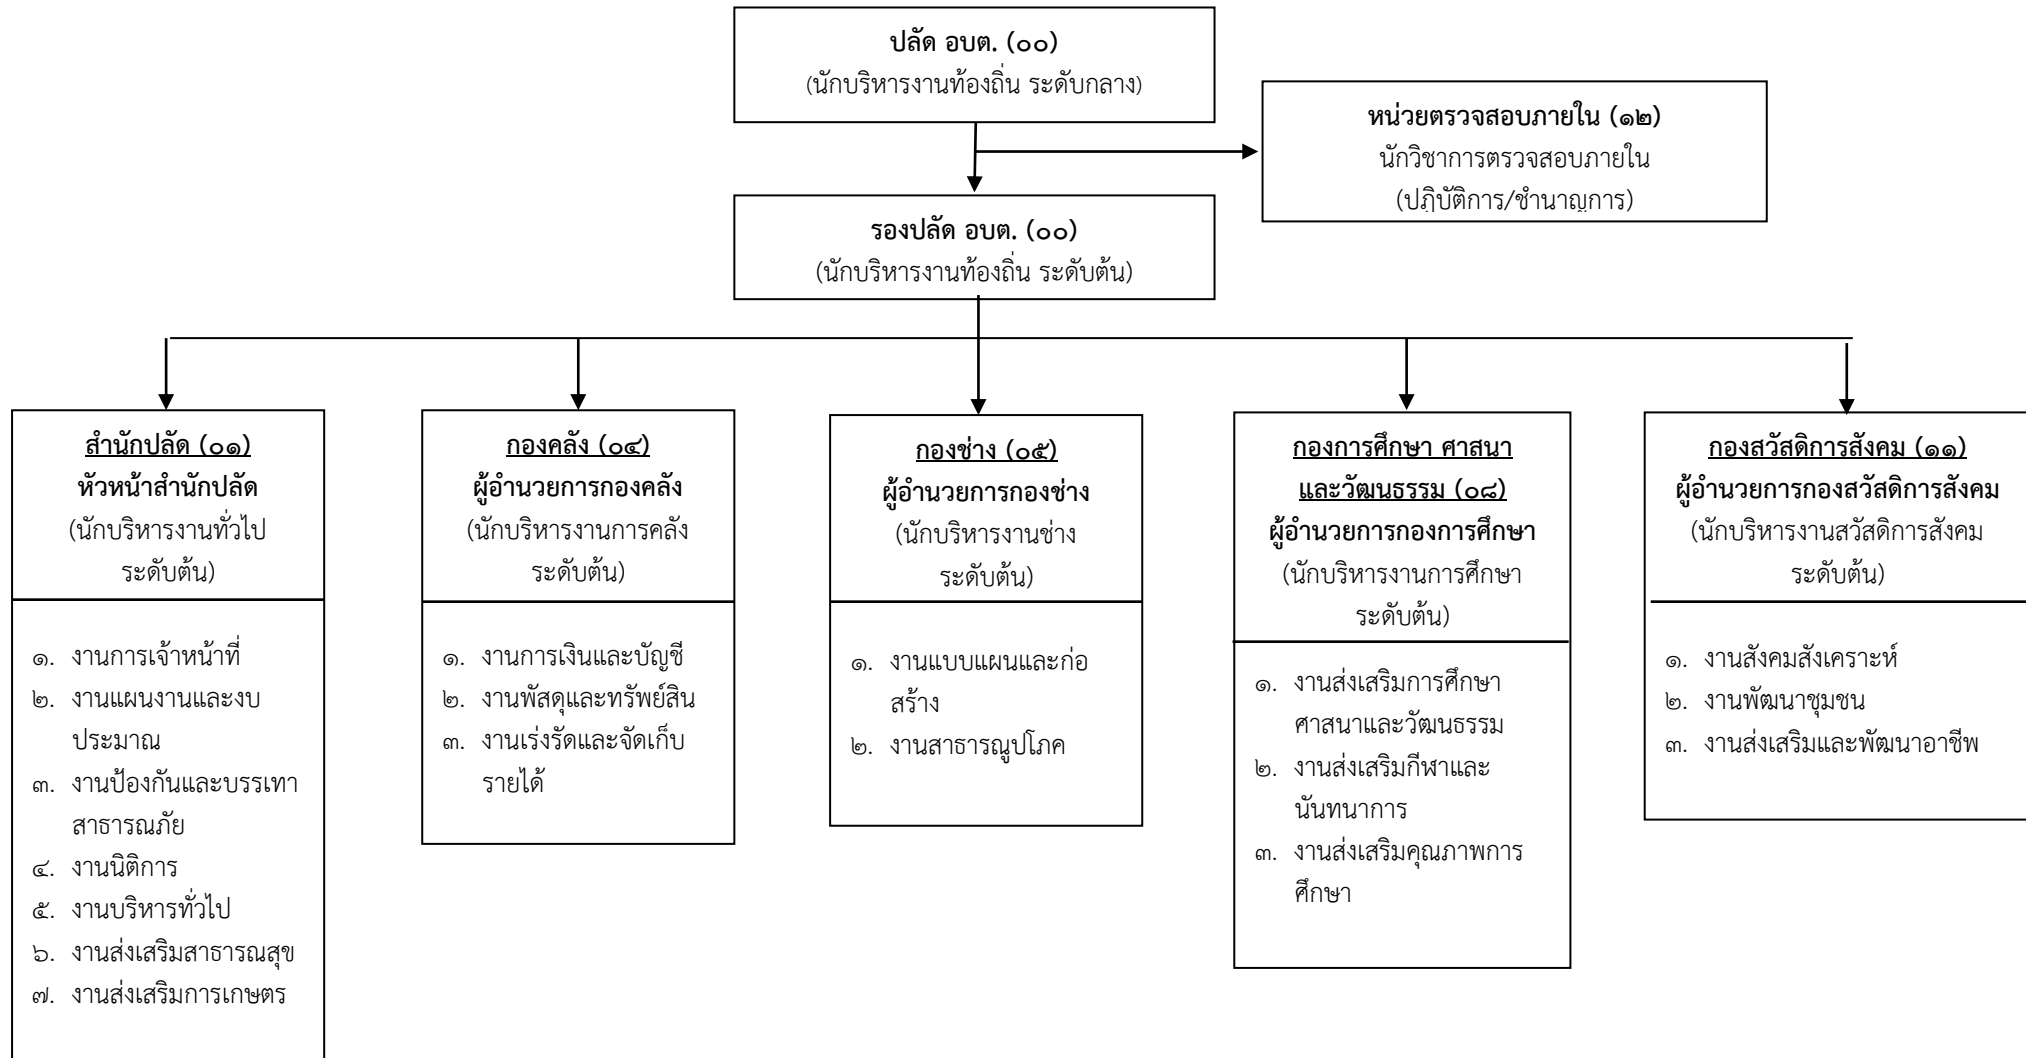 ปลัด อบต. (๐๐)
(นักบริหารงานท้องถิ่น ระดับกลาง)
หน่วยตรวจสอบภายใน (๑๒)
นักวิชาการตรวจสอบภายใน
(ปฏิบัติการ/ชำนาญการ)
รองปลัด อบต. (๐๐)
(นักบริหารงานท้องถิ่น ระดับต้น)
สำนักปลัด (๐๑)
หัวหน้าสำนักปลัด
(นักบริหารงานทั่วไป
ระดับต้น)
๑. งานการเจ้าหน้าที่
๒. งานแผนงานและงบ
ประมาณ
๓. งานป้องกันและบรรเทา
สาธารณภัย
๔. งานนิติการ
๕. งานบริหารทั่วไป
๖. งานส่งเสริมสาธารณสุข
๗. งานส่งเสริมการเกษตร
กองคลัง (๐๔)
ผู้อำนวยการกองคลัง
(นักบริหารงานการคลัง
ระดับต้น)
๑. งานการเงินและบัญชี
๒. งานพัสดุและทรัพย์สิน
๓. งานเร่งรัดและจัดเก็บ
รายได้
กองช่าง (๐๕)
ผู้อำนวยการกองช่าง
(นักบริหารงานช่าง
ระดับต้น)
๑. งานแบบแผนและก่อ
สร้าง
๒. งานสาธารณูปโภค
กองการศึกษา ศาสนา
และวัฒนธรรม (๐๘)
ผู้อำนวยการกองการศึกษา
(นักบริหารงานการศึกษา
ระดับต้น)
๑. งานส่งเสริมการศึกษา
ศาสนาและวัฒนธรรม
๒. งานส่งเสริมกีฬาและ
นันทนาการ
๓. งานส่งเสริมคุณภาพการ
ศึกษา
กองสวัสดิการสังคม (๑๑)
ผู้อำนวยการกองสวัสดิการสังคม
(นักบริหารงานสวัสดิการสังคม
ระดับต้น)
๑. งานสังคมสังเคราะห์
๒. งานพัฒนาชุมชน
๓. งานส่งเสริมและพัฒนาอาชีพ